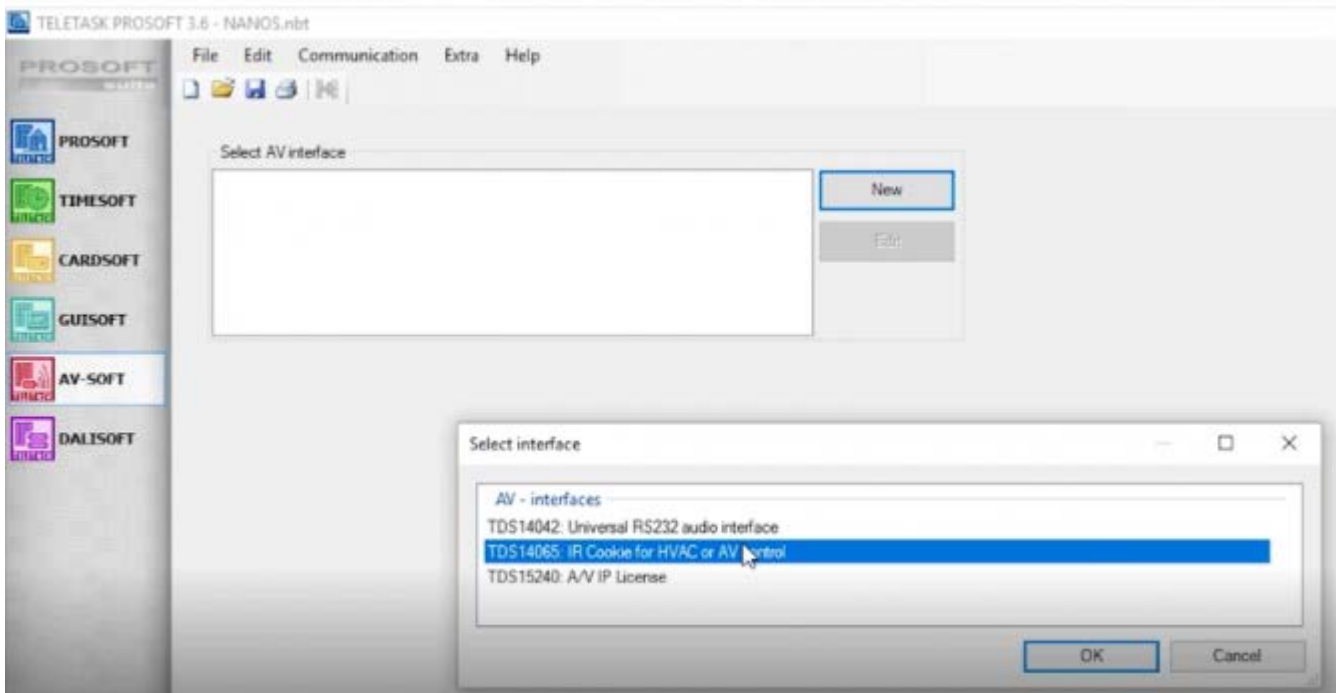 TELETASK PROSOFT 3.6 - NANOS.nbt
PROSOFT
File Edit Communication Extra Help
PROSOFT
TIMESOFT
CARDSOFT
GUISOFT
AV-SOFT
DALISOFT
Select AV interface
New
Edit
Select interface
AV - interfaces
TDS14042: Universal RS232 audio interface
TDS14065: IR Cookie for HVAC or AV control
TDS15240: A/V IP License
OK Cancel